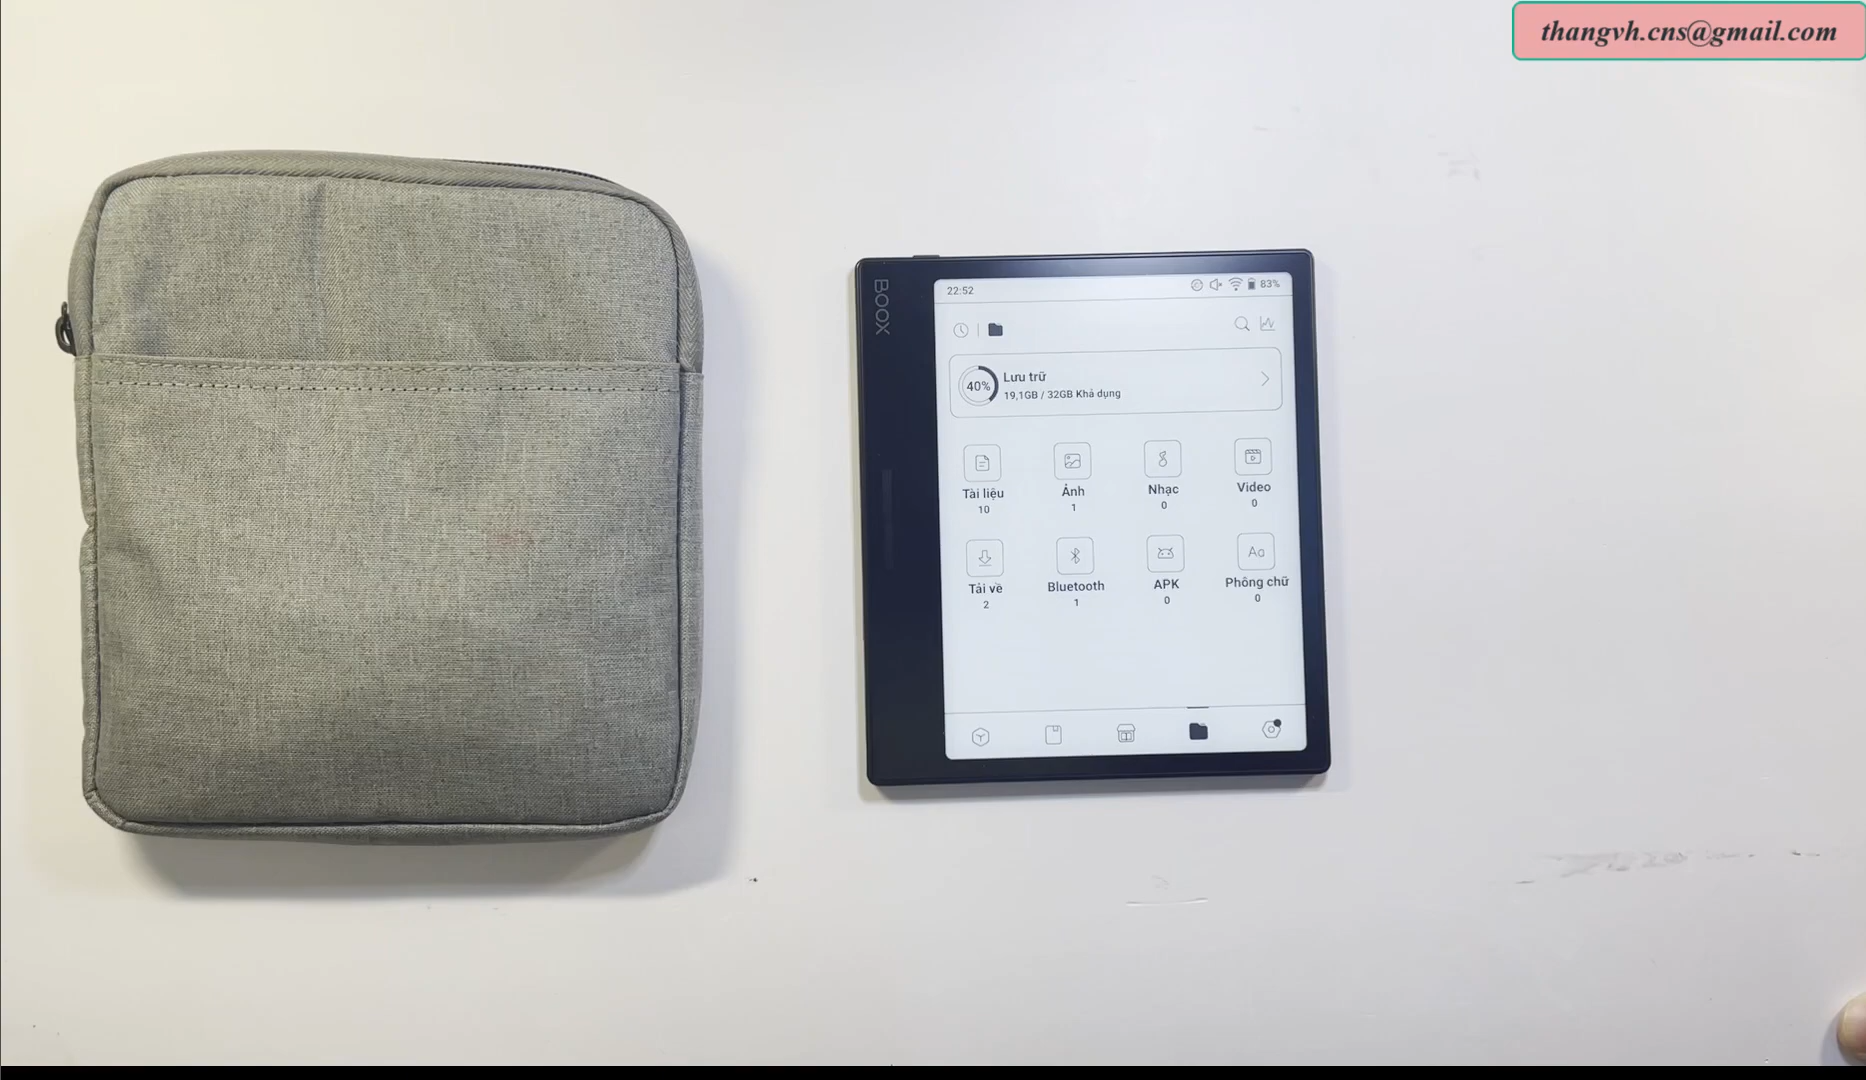 thangvh.cns@gmail.com
BOOX
22:52
83%
40%
Lưu trữ
19,1GB / 32GB Khả dụng
Tài liệu
10
Ảnh
1
Nhạc
0
Video
0
Tải về
2
Bluetooth
1
APK
0
Aa
Phông chữ
0